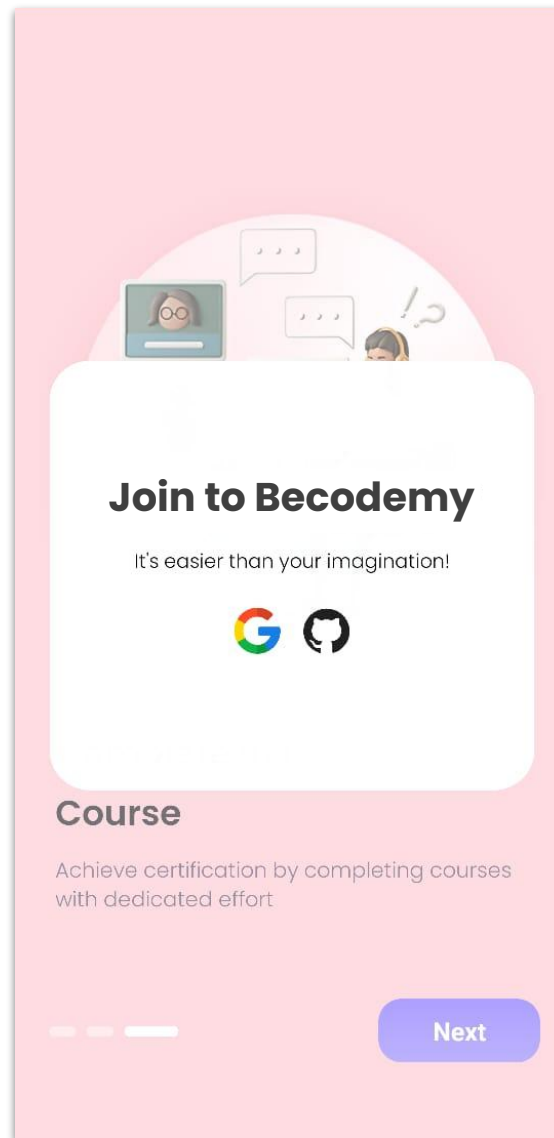 !?
Join to Becodemy
It's easier than your imagination!
Course
Achieve certification by completing courses
with dedicated effort
Next